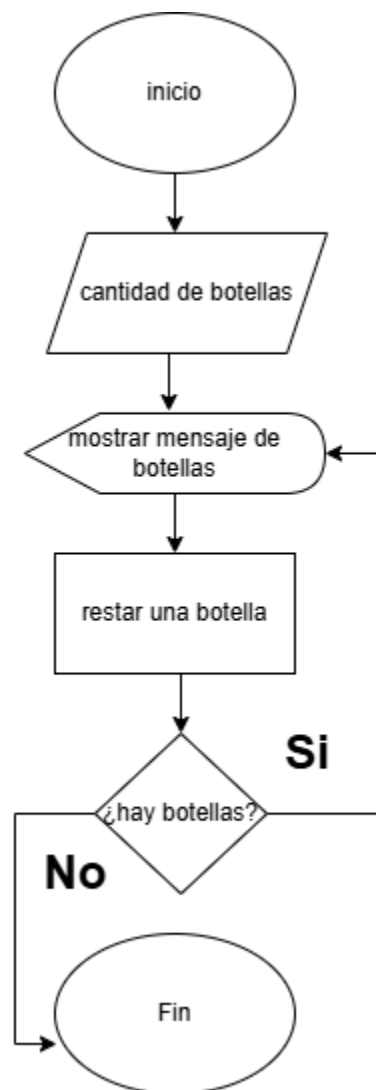 inicio
cantidad de botellas
mostrar mensaje de
botellas
restar una botella
Si
¿hay botellas?
No
Fin